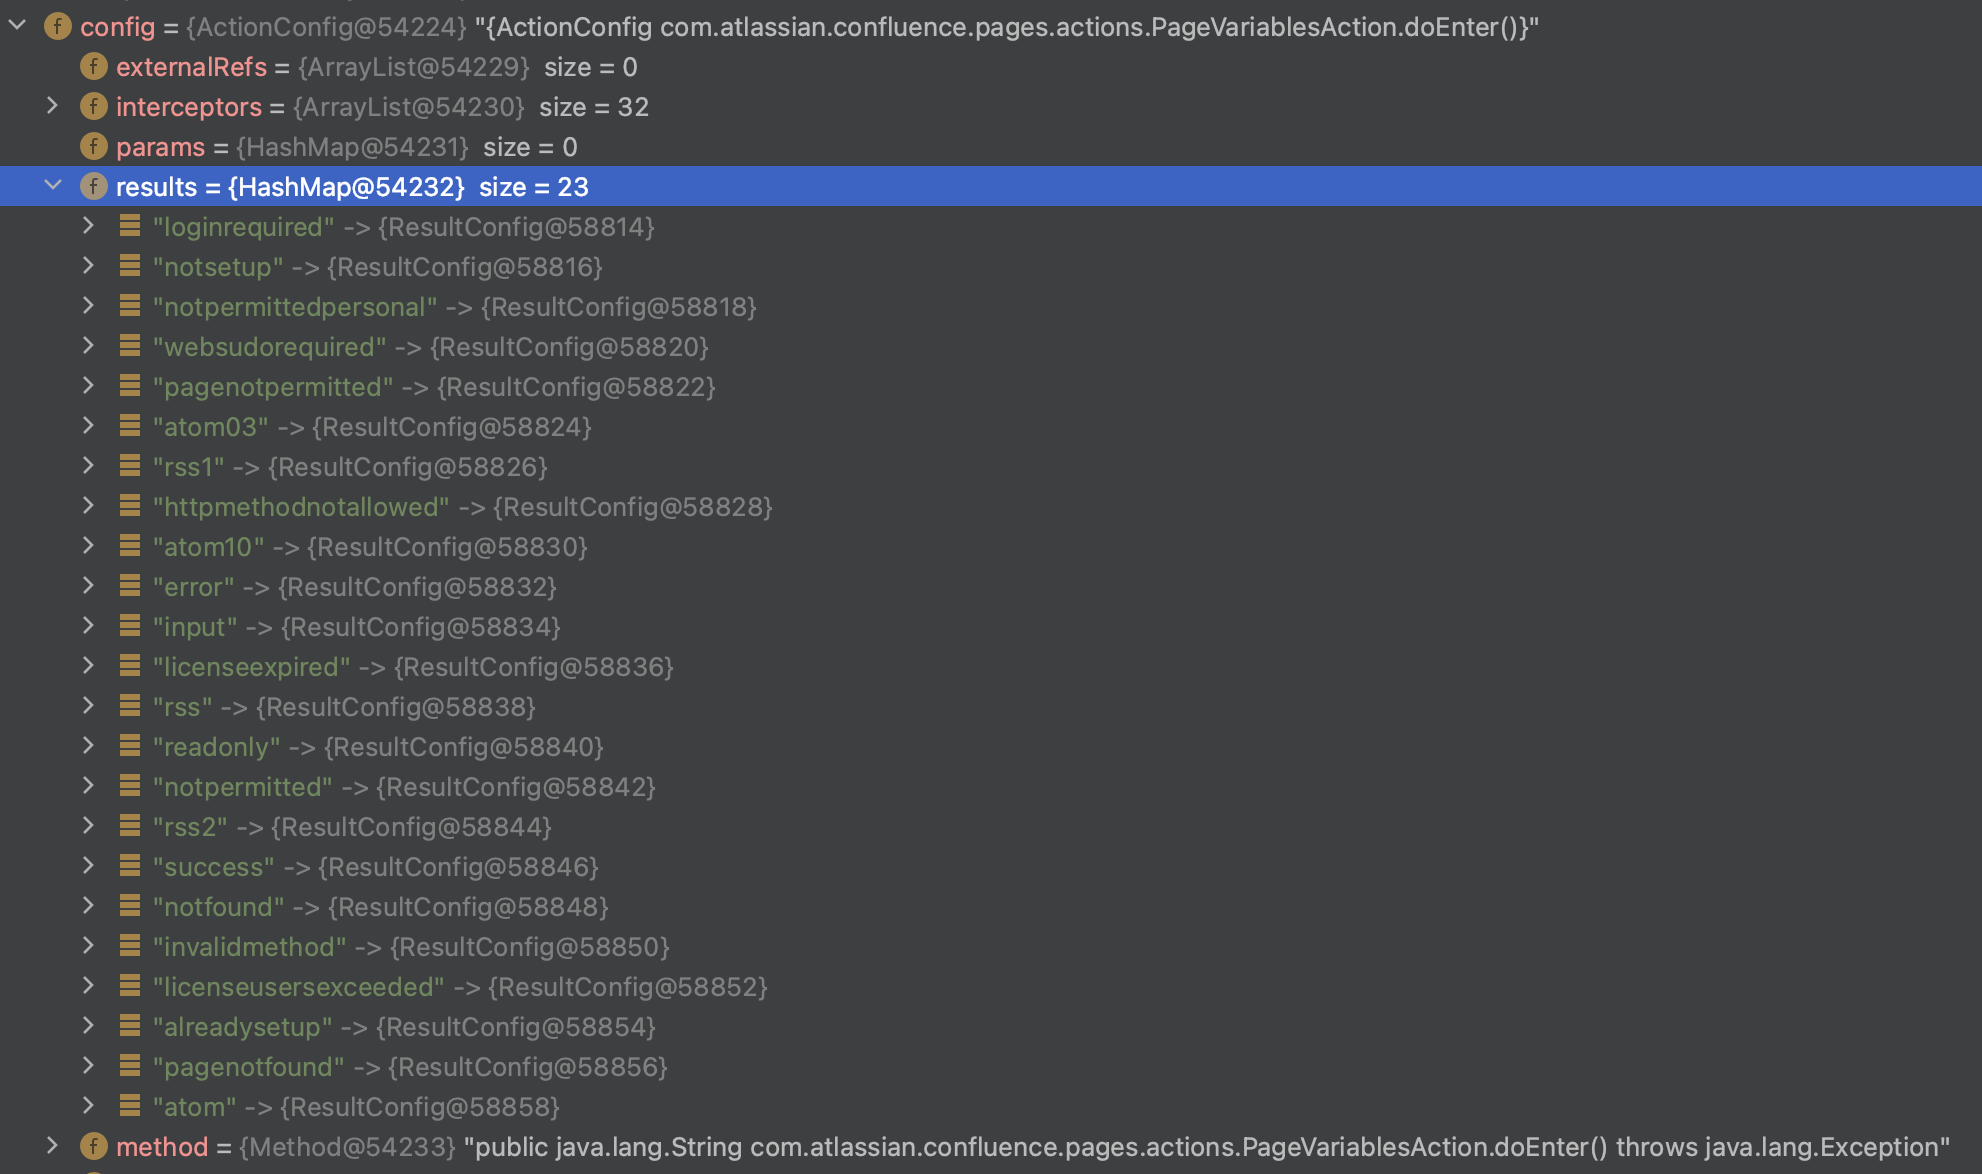 config = {ActionConfig@54224} "{ActionConfig com.atlassian.confluence.pages.actions.PageVariablesAction.doEnter()}"
externalRefs = {ArrayList@54229} size = 0
interceptors = {ArrayList@54230} size = 32
params = {HashMap@54231} size = 0
results = {HashMap@54232} size = 23
"loginrequired" -> {ResultConfig@58814}
"notsetup" -> {ResultConfig@58816}
"notpermittedpersonal" -> {ResultConfig@58818}
"websudorequired" -> {ResultConfig@58820}
"pagenotpermitted" -> {ResultConfig@58822}
"atom03" -> {ResultConfig@58824}
"rss1" -> {ResultConfig@58826}
"httpmethodnotallowed" -> {ResultConfig@58828}
"atom10" -> {ResultConfig@58830}
"error" -> {ResultConfig@58832}
"input" -> {ResultConfig@58834}
"licenseexpired" -> {ResultConfig@58836}
"rss" -> {ResultConfig@58838}
"readonly" -> {ResultConfig@58840}
"notpermitted" -> {ResultConfig@58842}
"rss2" -> {ResultConfig@58844}
"success" -> {ResultConfig@58846}
"notfound" -> {ResultConfig@58848}
"invalidmethod" -> {ResultConfig@58850}
"licenseusersexceeded" -> {ResultConfig@58852}
"alreadysetup" -> {ResultConfig@58854}
"pagenotfound" -> {ResultConfig@58856}
"atom" -> {ResultConfig@58858}
method = {Method@54233} "public java.lang.String com.atlassian.confluence.pages.actions.PageVariablesAction.doEnter() throws java.lang.Exception"